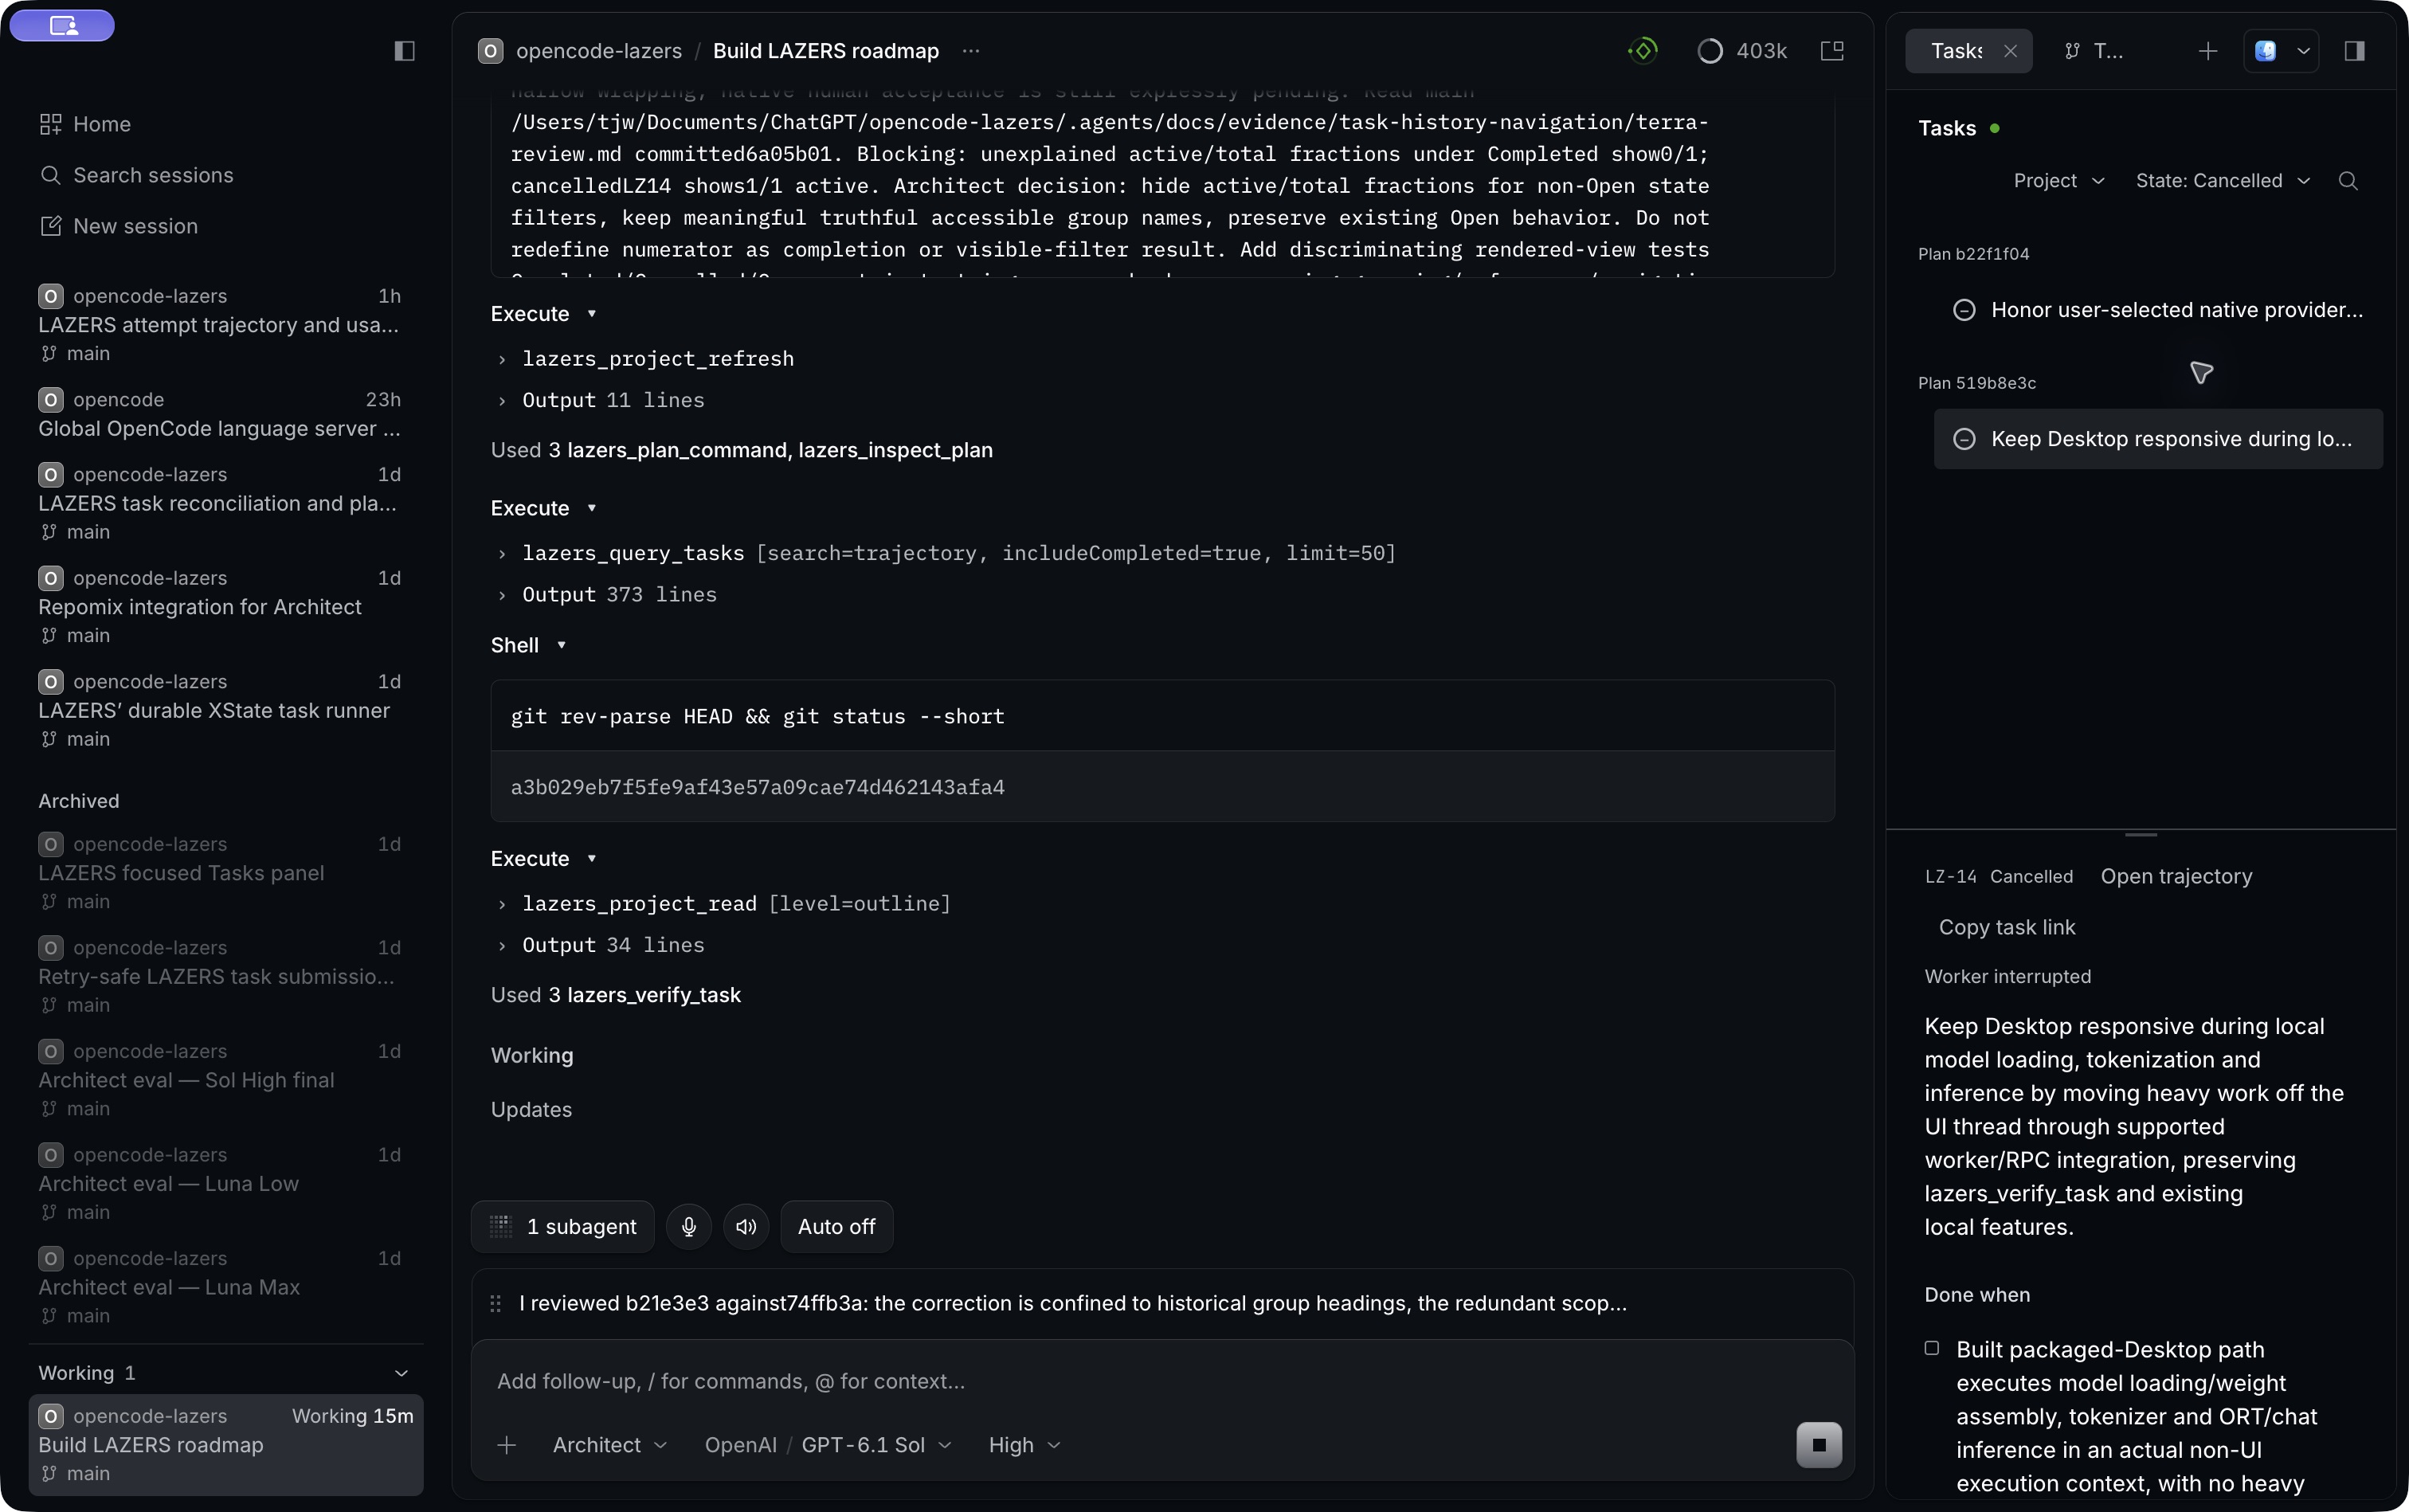 Home
Search sessions
New session
O opencode-lazers 1h
LAZERS attempt trajectory and usa...
main
O opencode 23h
Global OpenCode language server ...
O opencode-lazers 1d
LAZERS task reconciliation and pla...
main
O opencode-lazers 1d
Repomix integration for Architect
main
O opencode-lazers 1d
LAZERS’ durable XState task runner
main
Archived
O opencode-lazers 1d
LAZERS focused Tasks panel
main
O opencode-lazers 1d
Retry-safe LAZERS task submissio...
main
O opencode-lazers 1d
Architect eval — Sol High final
main
O opencode-lazers 1d
Architect eval — Luna Low
main
O opencode-lazers 1d
Architect eval — Luna Max
main
Working 1
O opencode-lazers Working 15m
Build LAZERS roadmap
main
O opencode-lazers / Build LAZERS roadmap ...
403k
narrow wrapping, native human acceptance is still expressly pending. Read main
/Users/tjw/Documents/ChatGPT/opencode-lazers/.agents/docs/evidence/task-history-navigation/terra-
review.md committed6a05b01. Blocking: unexplained active/total fractions under Completed show0/1;
cancelledLZ14 shows1/1 active. Architect decision: hide active/total fractions for non-Open state
filters, keep meaningful truthful accessible group names, preserve existing Open behavior. Do not
redefine numerator as completion or visible-filter result. Add discriminating rendered-view tests
Execute
lazers_project_refresh
Output 11 lines
Used 3 lazers_plan_command, lazers_inspect_plan
Execute
lazers_query_tasks [search=trajectory, includeCompleted=true, limit=50]
Output 373 lines
Shell
git rev-parse HEAD && git status --short
a3b029eb7f5fe9af43e57a09cae74d462143afa4
Execute
lazers_project_read [level=outline]
Output 34 lines
Used 3 lazers_verify_task
Working
Updates
1 subagent
Auto off
I reviewed b21e3e3 against74ffb3a: the correction is confined to historical group headings, the redundant scop...
Add follow-up, / for commands, @ for context...
Architect
OpenAI / GPT-5.1 Sol
High
Tasks
T...
Tasks
Project
State: Cancelled
Plan b22f1f04
Honor user-selected native provider...
Plan 519b8e3c
Keep Desktop responsive during lo...
LZ-14 Cancelled Open trajectory
Copy task link
Worker interrupted
Keep Desktop responsive during local
model loading, tokenization and
inference by moving heavy work off the
UI thread through supported
worker/RPC integration, preserving
lazers_verify_task and existing
local features.
Done when
Built packaged-Desktop path
executes model loading/weight
assembly, tokenizer and ORT/chat
inference in an actual non-UI
execution context, with no heavy